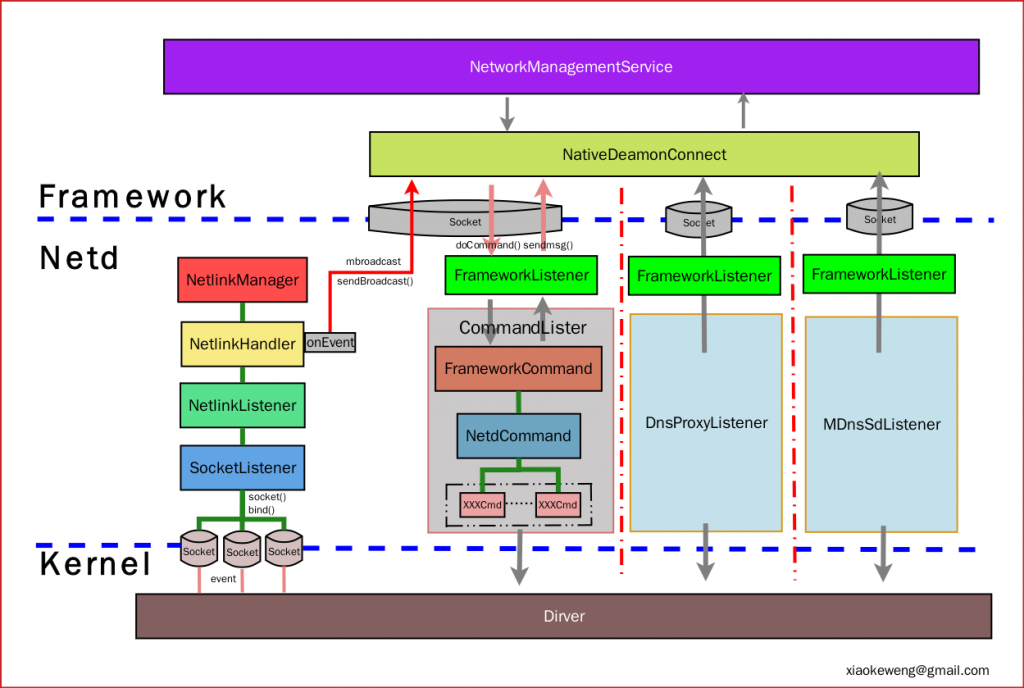 NetworkManagementService
NativeDeamonConnect
Framework
Socket
Socket
Socket
doCommand() sendmsg()
Netd
mbroadcast
sendBroadcast()
NetlinkManager
FrameworkListener
FrameworkListener
FrameworkListener
CommandLister
NetlinkHandler
onEvent
FrameworkCommand
NetlinkListener
NetdCommand
DnsProxyListener
MDnsSdListener
SocketListener
socket()
bind()
XXXCmd
XXXCmd
Socket
Socket
Socket
Kernel
event
Dirver
xiaokeweng@gmail.com